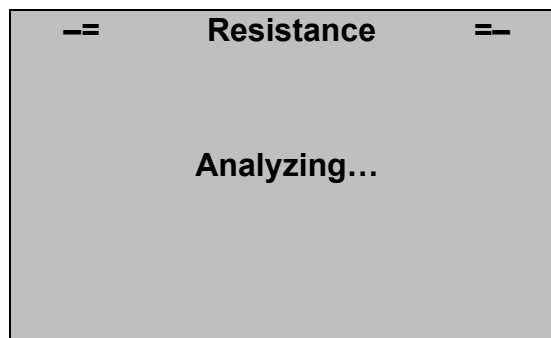 –= Resistance =–
Analyzing…